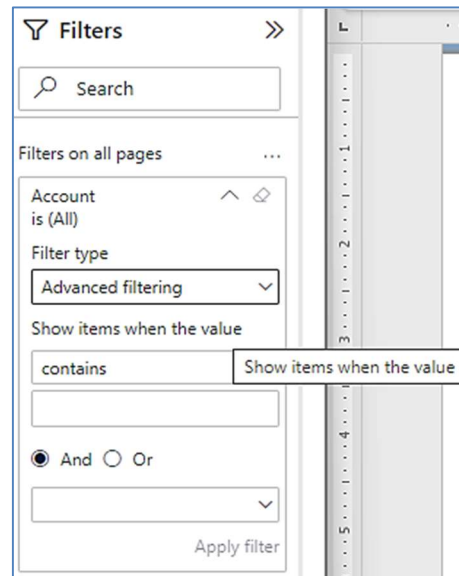 Filters
Search
Filters on all pages
Account
is (All)
Filter type
Advanced filtering
Show items when the value
contains
Show items when the value
And Or
Apply filter
L
1
2
3
4
5